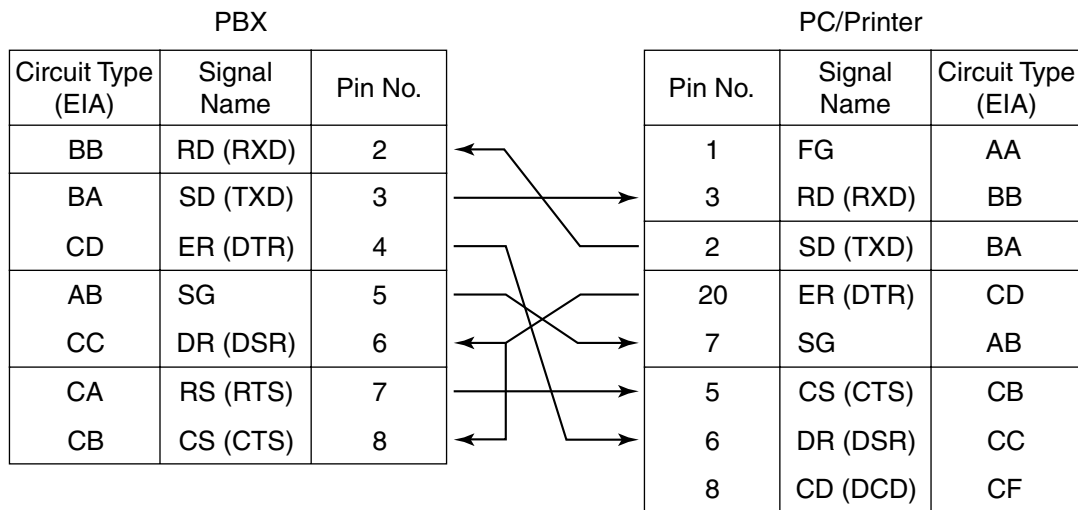 PBX
Circuit Type (EIA) Signal Name Pin No.
BB RD (RXD) 2
BA SD (TXD) 3
CD ER (DTR) 4
AB SG 5
CC DR (DSR) 6
CA RS (RTS) 7
CB CS (CTS) 8
PC/Printer
Pin No. Signal Name Circuit Type (EIA)
1 FG AA
3 RD (RXD) BB
2 SD (TXD) BA
20 ER (DTR) CD
7 SG AB
5 CS (CTS) CB
6 DR (DSR) CC
8 CD (DCD) CF